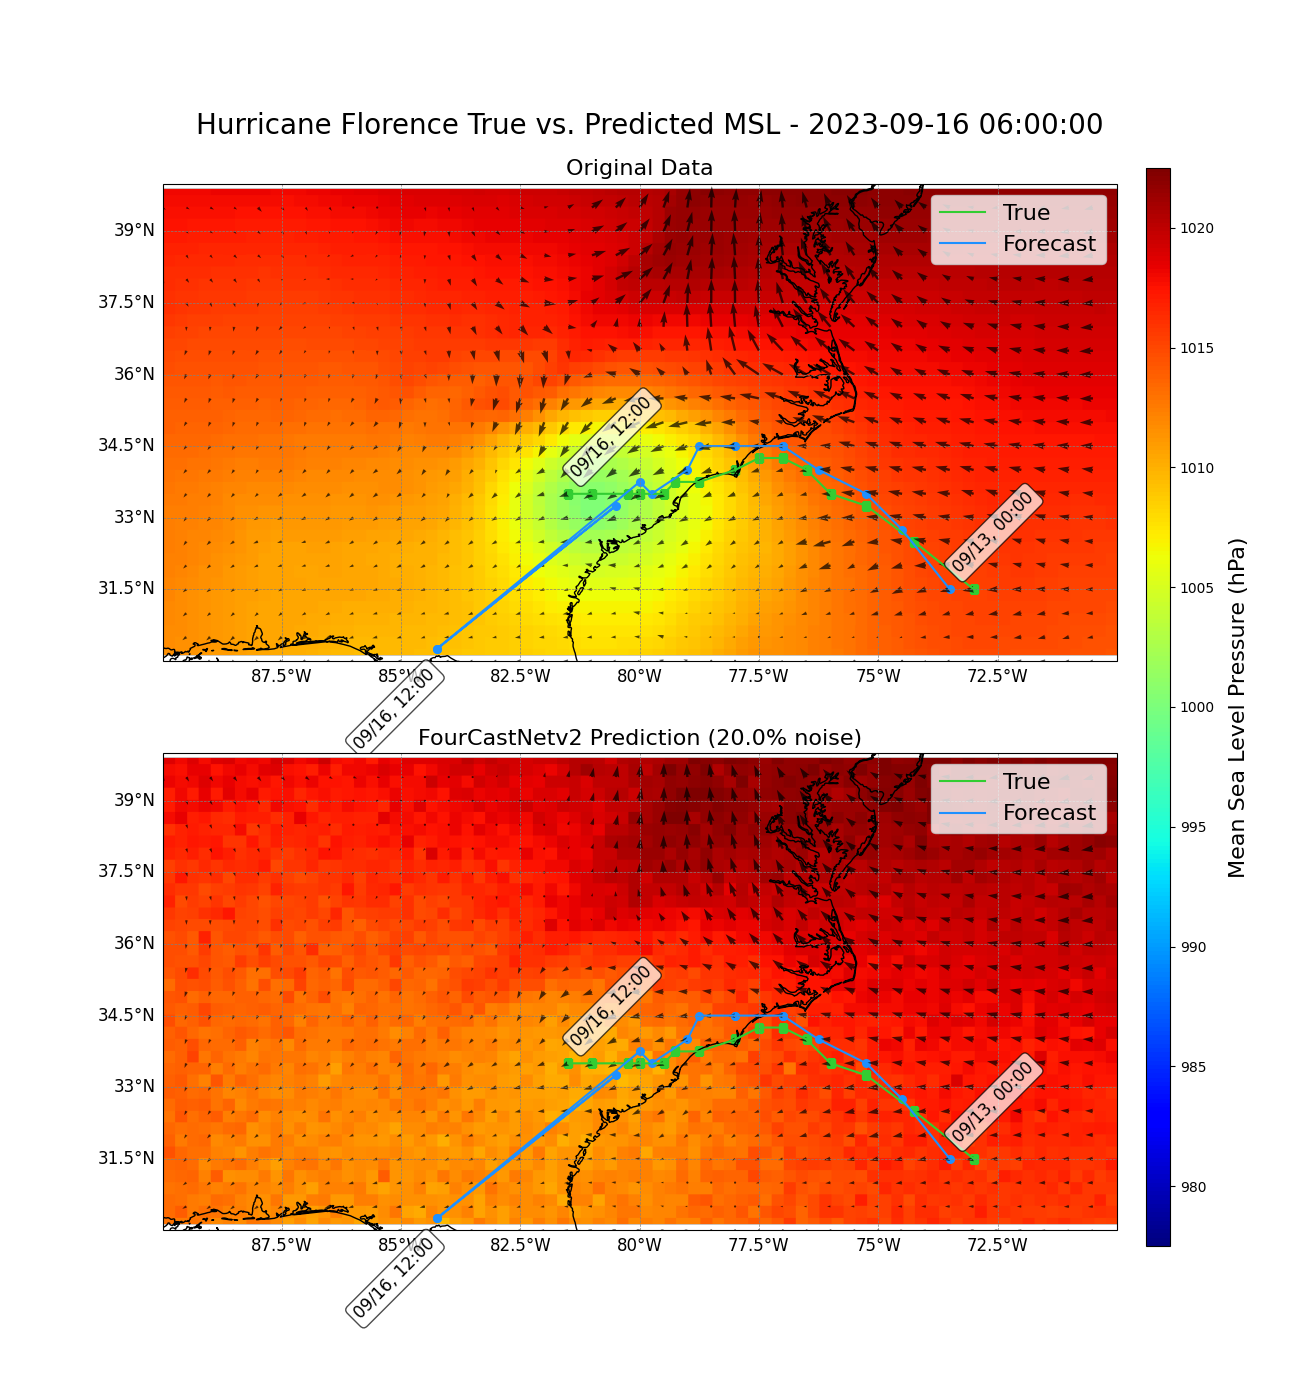 Hurricane Florence True vs. Predicted MSL - 2023-09-16 06:00:00
Original Data
True
Forecast
39°N
37.5°N
36°N
34.5°N
33°N
31.5°N
09/16, 12:00
09/13, 00:00
87.5°W
85°W
82.5°W
80°W
77.5°W
75°W
72.5°W
09/16, 12:00
FourCastNetv2 Prediction (20.0% noise)
True
Forecast
39°N
37.5°N
36°N
34.5°N
33°N
31.5°N
09/16, 12:00
09/13, 00:00
87.5°W
85°W
82.5°W
80°W
77.5°W
75°W
72.5°W
09/16, 12:00
1020
1015
1010
1005
1000
995
990
985
980
Mean Sea Level Pressure (hPa)